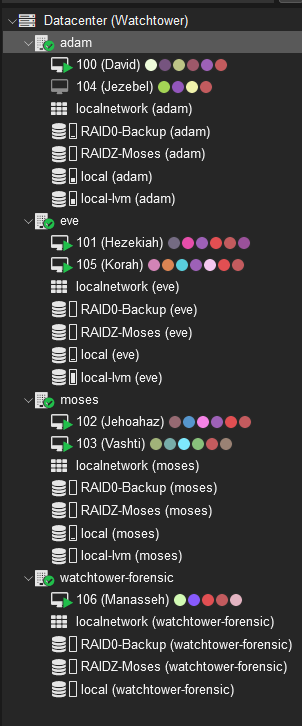 Datacenter (Watchtower)
adam
100 (David)
104 (Jezebel)
localnetwork (adam)
RAID0-Backup (adam)
RAIDZ-Moses (adam)
local (adam)
local-lvm (adam)
eve
101 (Hezekiah)
105 (Korah)
localnetwork (eve)
RAID0-Backup (eve)
RAIDZ-Moses (eve)
local (eve)
local-lvm (eve)
moses
102 (Jehoahaz)
103 (Vashti)
localnetwork (moses)
RAID0-Backup (moses)
RAIDZ-Moses (moses)
local (moses)
local-lvm (moses)
watchtower-forensic
106 (Manasseh)
localnetwork (watchtower-forensic)
RAID0-Backup (watchtower-forensic)
RAIDZ-Moses (watchtower-forensic)
local (watchtower-forensic)